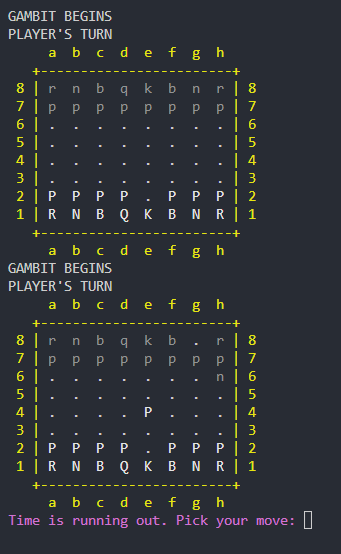 GAMBIT BEGINS
PLAYER'S TURN
a b c d e f g h
+------------------------+
8 | r n b q k b n r | 8
7 | p p p p p p p p | 7
6 | . . . . . . . . | 6
5 | . . . . . . . . | 5
4 | . . . . . . . . | 4
3 | . . . . . . . . | 3
2 | P P P P . P P P | 2
1 | R N B Q K B N R | 1
+------------------------+
a b c d e f g h
GAMBIT BEGINS
PLAYER'S TURN
a b c d e f g h
+------------------------+
8 | r n b q k b . r | 8
7 | p p p p p p p p | 7
6 | . . . . . . . n | 6
5 | . . . . . . . . | 5
4 | . . . . P . . . | 4
3 | . . . . . . . . | 3
2 | P P P P . P P P | 2
1 | R N B Q K B N R | 1
+------------------------+
a b c d e f g h
Time is running out. Pick your move: